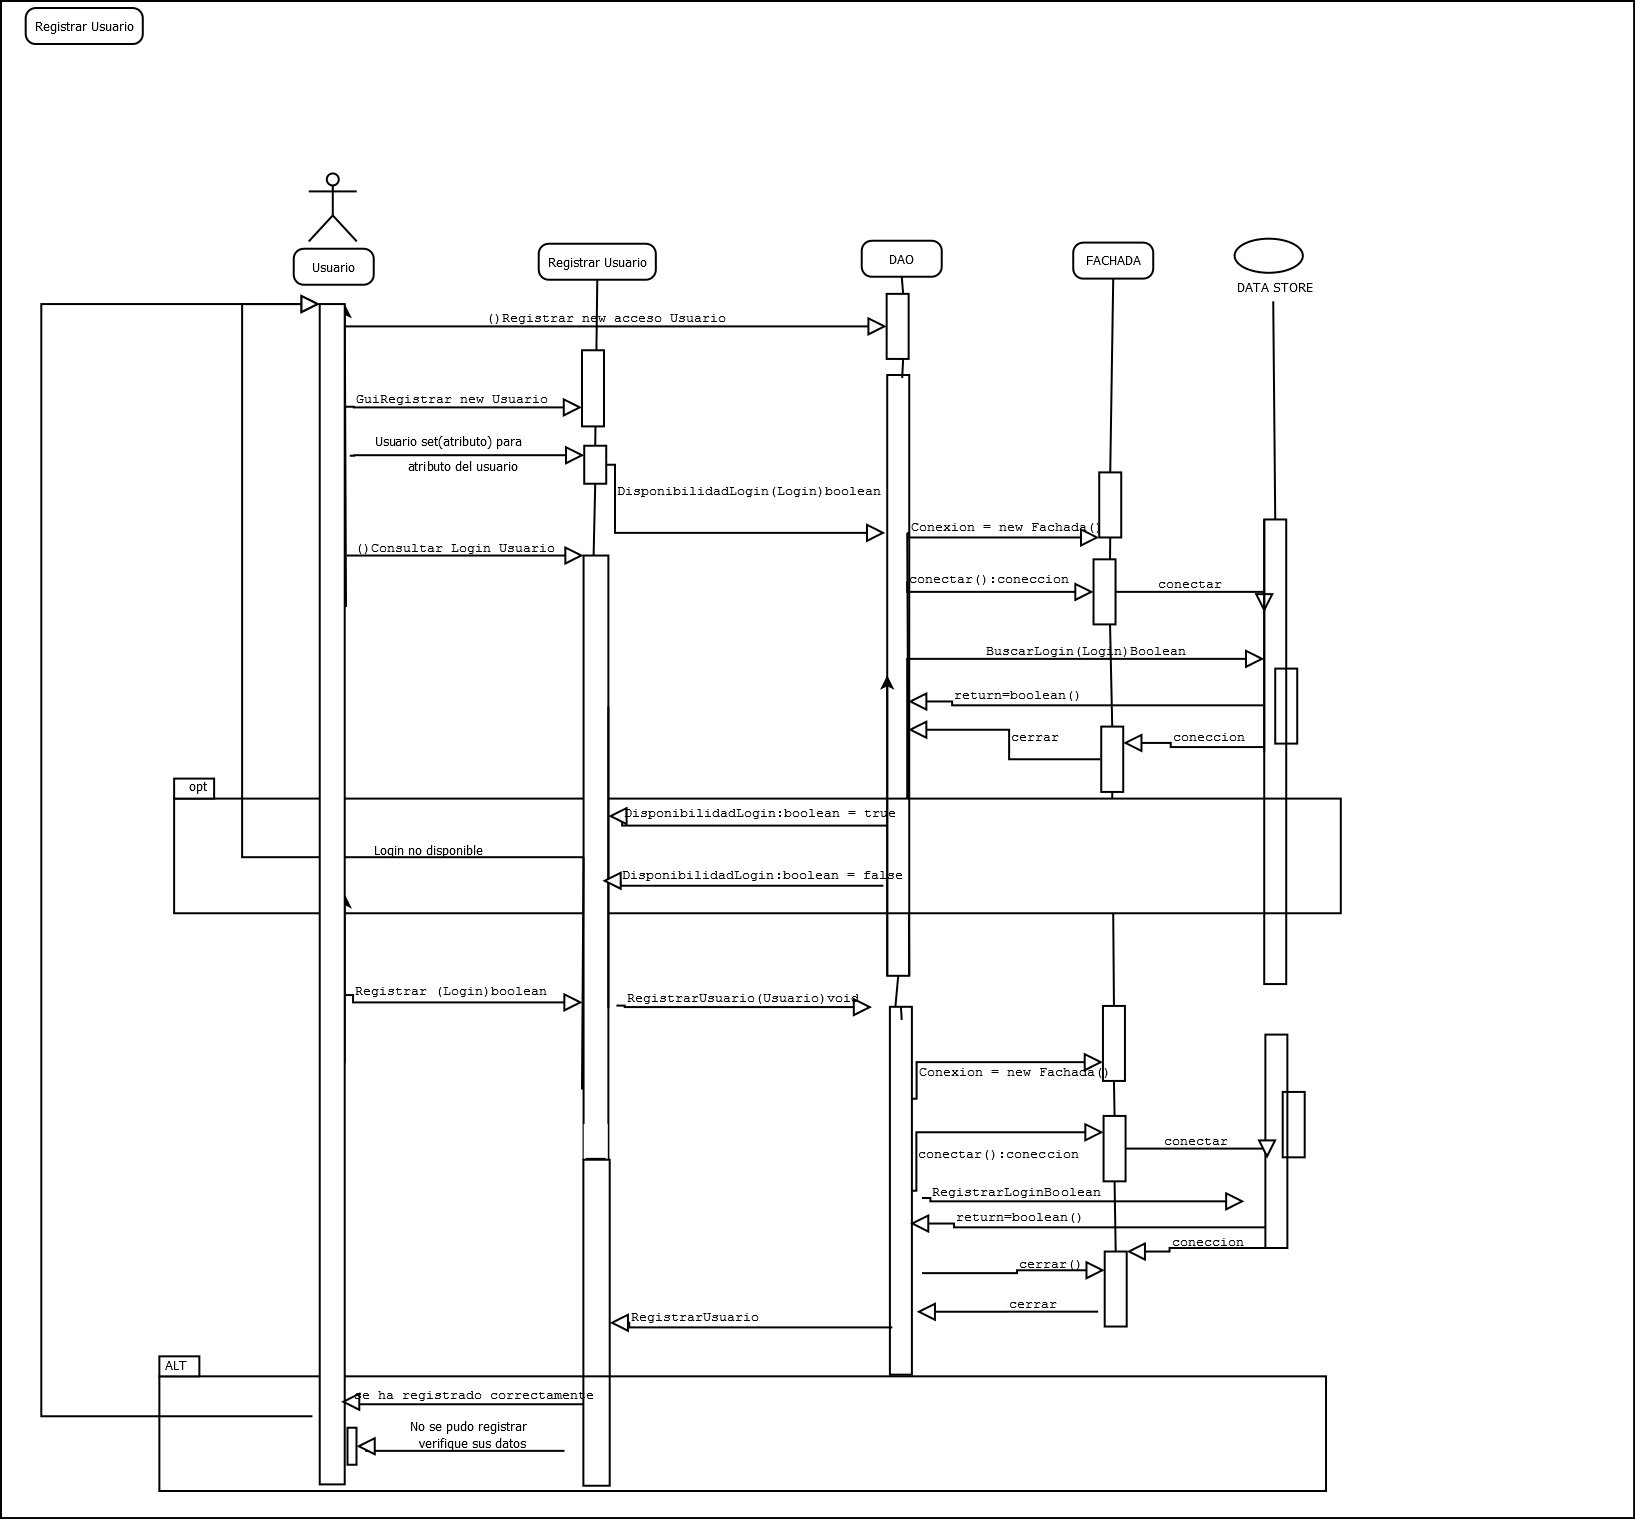 Registrar Usuario
Usuario
Registrar Usuario
DAO
FACHADA
DATA STORE
()Registrar new acceso Usuario
GuiRegistrar new Usuario
Usuario set(atributo) para
atributo del usuario
DisponibilidadLogin(Login)boolean
Conexion = new Fachada()
()Consultar Login Usuario
conectar():coneccion
conectar
BuscarLogin(Login)Boolean
return=boolean()
cerrar
coneccion
opt
DisponibilidadLogin:boolean = true
Login no disponible
DisponibilidadLogin:boolean = false
Registrar (Login)boolean
RegistrarUsuario(Usuario)void
Conexion = new Fachada()
conectar
conectar():coneccion
RegistrarLoginBoolean
return=boolean()
coneccion
cerrar()
cerrar
RegistrarUsuario
ALT
se ha registrado correctamente
No se pudo registrar
verifique sus datos